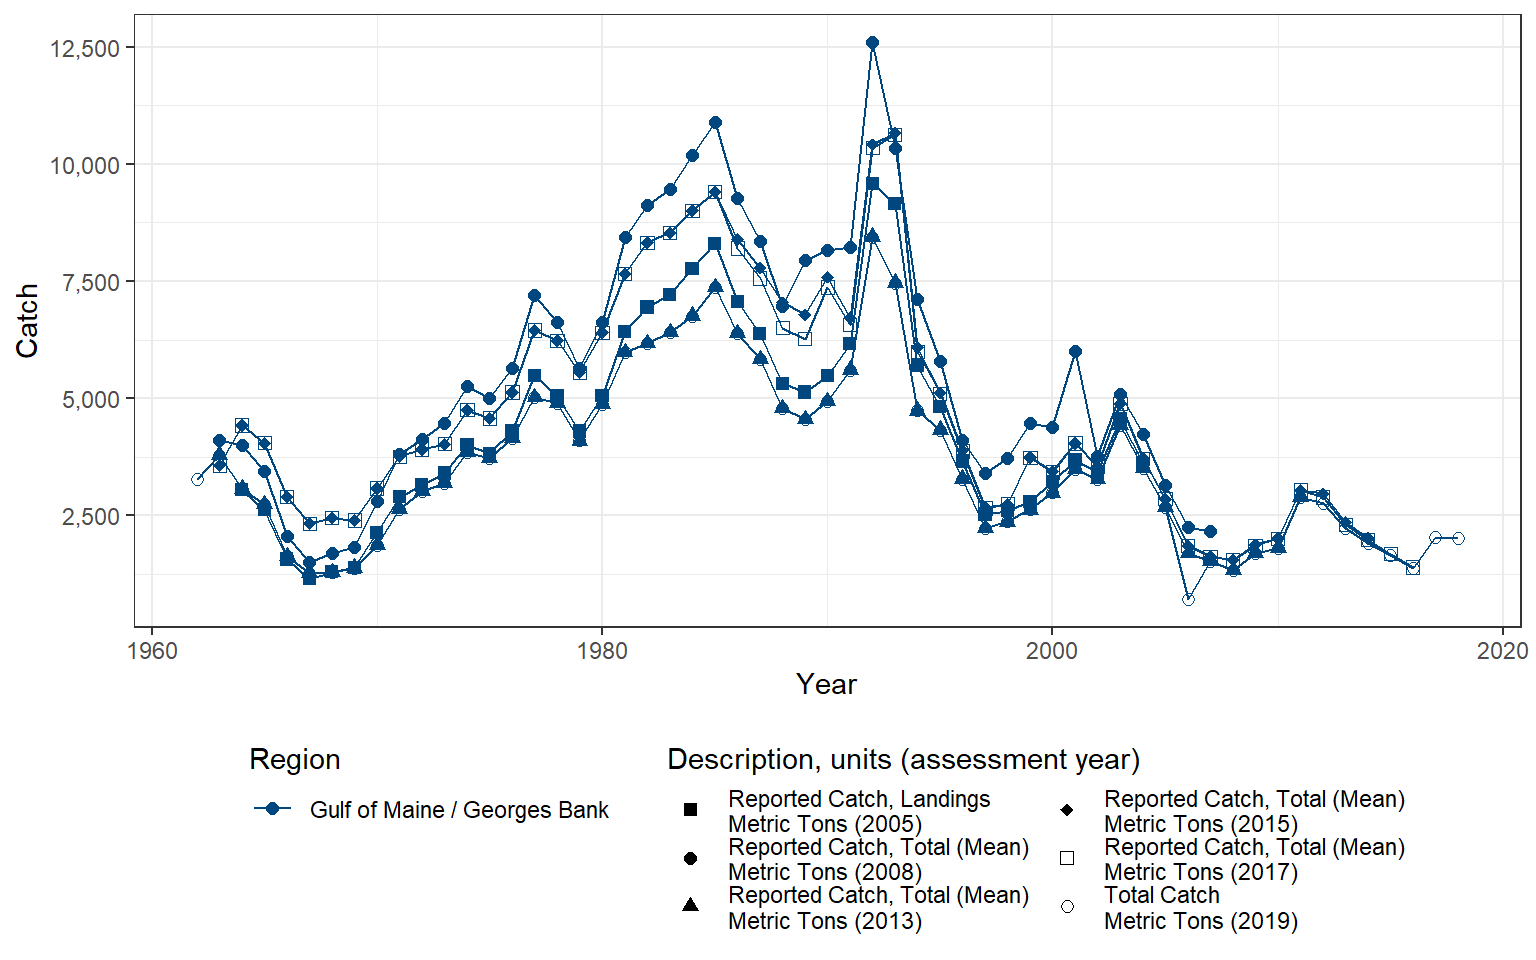 12,500
10,000
7,500
5,000
2,500
Catch
1960
1980
2000
2020
Year
Region
Gulf of Maine / Georges Bank
Description, units (assessment year)
Reported Catch, Landings
Metric Tons (2005)
Reported Catch, Total (Mean)
Metric Tons (2008)
Reported Catch, Total (Mean)
Metric Tons (2013)
Reported Catch, Total (Mean)
Metric Tons (2015)
Reported Catch, Total (Mean)
Metric Tons (2017)
Total Catch
Metric Tons (2019)